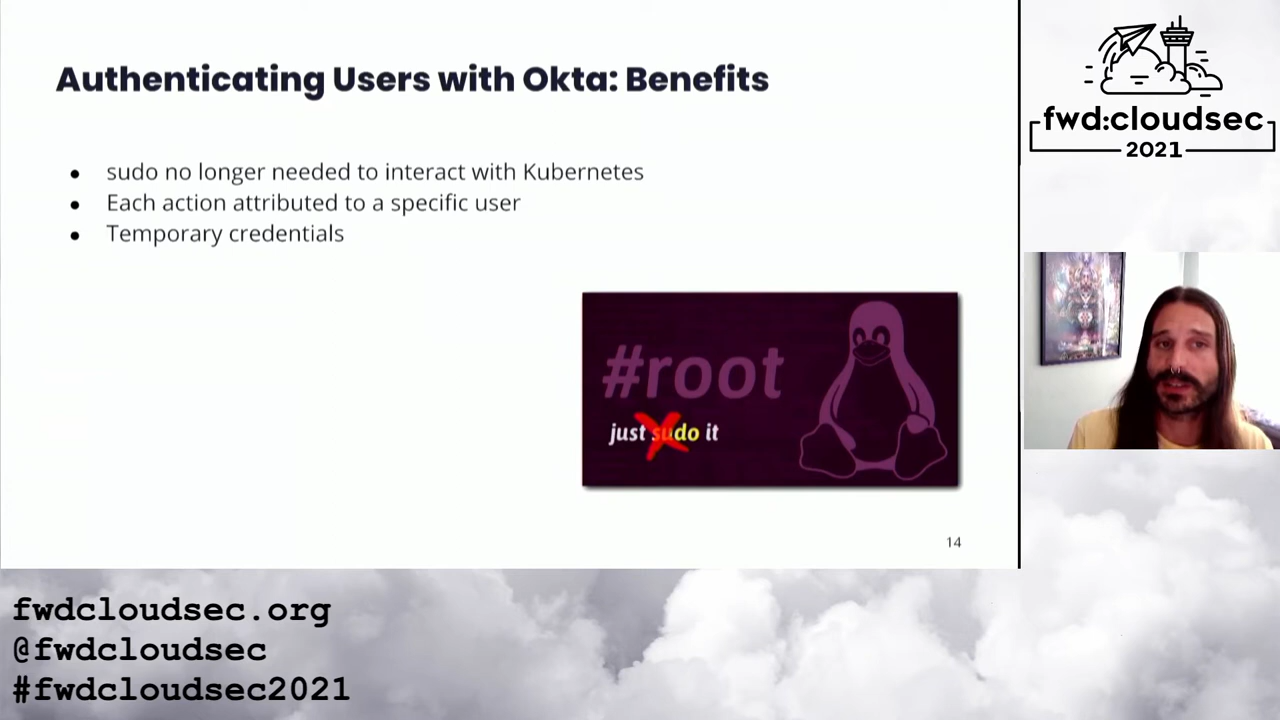 Authenticating Users with Okta: Benefits
● sudo no longer needed to interact with Kubernetes
● Each action attributed to a specific user
● Temporary credentials
#root
just sudo it
14
fwd:cloudsec
2021
fwdcloudsec.org
@fwdcloudsec
#fwdcloudsec2021